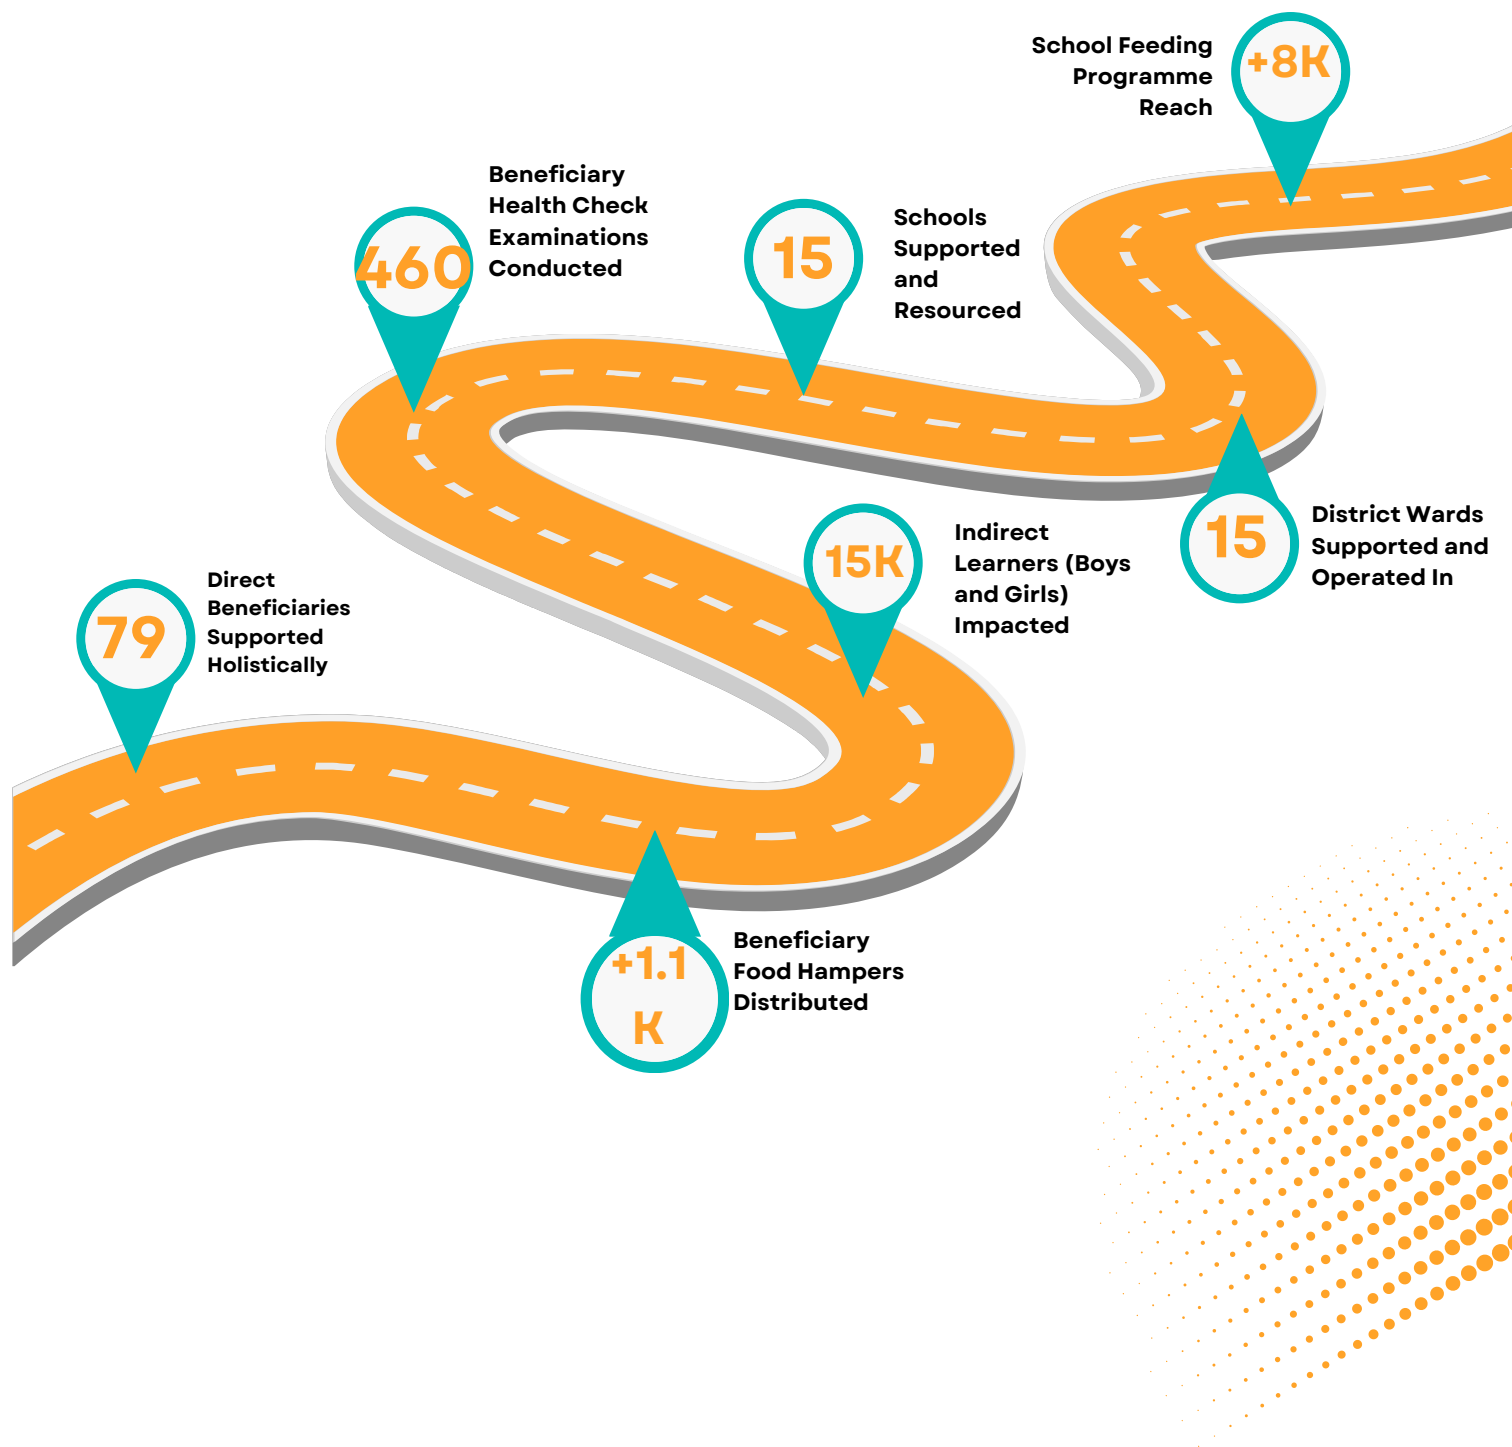 School Feeding
Programme
Reach
+8K
Beneficiary
Health Check
Examinations
Conducted
460
15
Schools
Supported
and
Resourced
15
District Wards
Supported and
Operated In
15K
Indirect
Learners (Boys
and Girls)
Impacted
79
Direct
Beneficiaries
Supported
Holistically
+1.1
K
Beneficiary
Food Hampers
Distributed